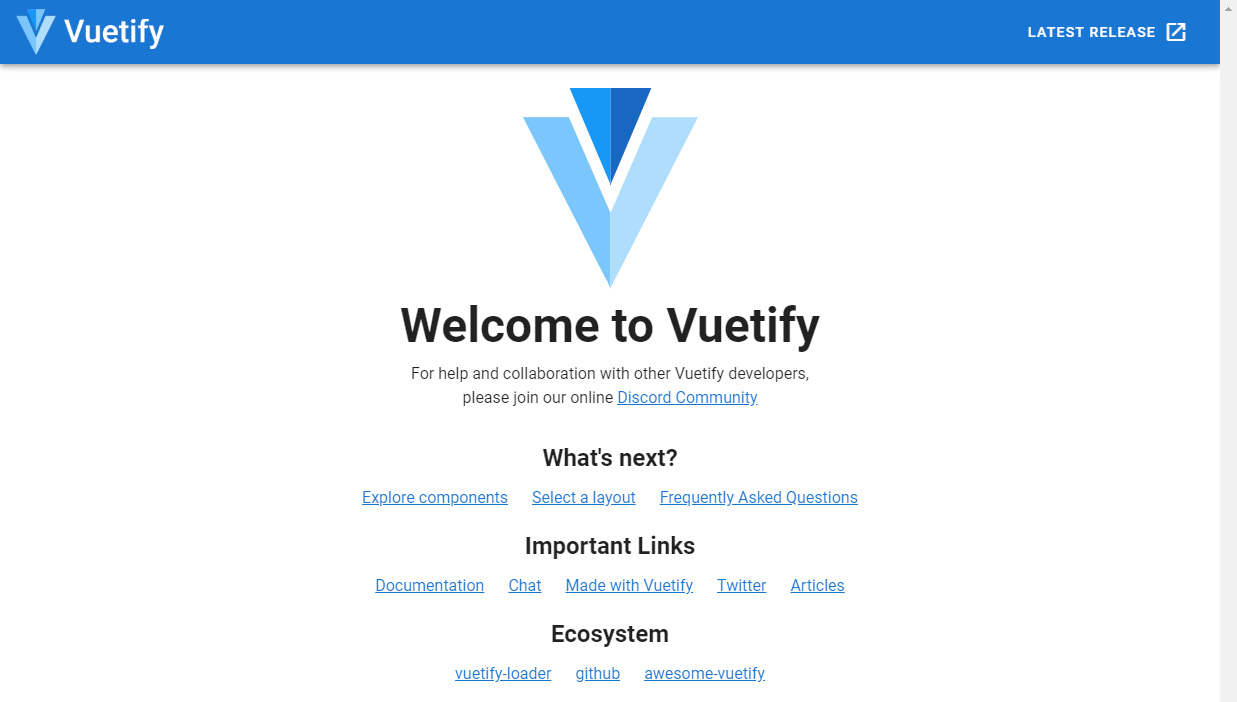 Vuetify
LATEST RELEASE
Welcome to Vuetify
For help and collaboration with other Vuetify developers,
please join our online Discord Community
What's next?
Explore components Select a layout Frequently Asked Questions
Important Links
Documentation Chat Made with Vuetify Twitter Articles
Ecosystem
vuetify-loader github awesome-vuetify